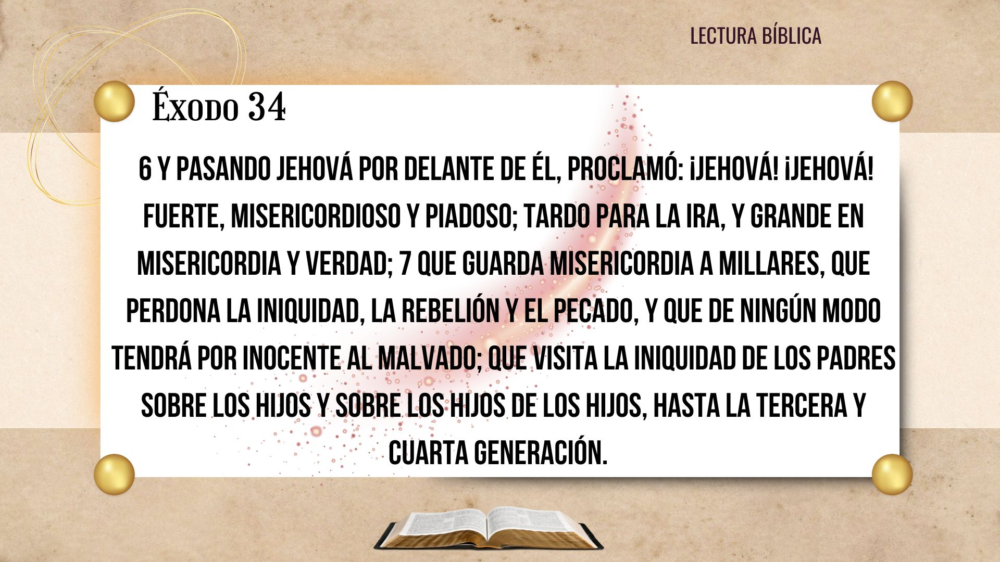 LECTURA BÍBLICA
Éxodo 34
6 Y PASANDO JEHOVÁ POR DELANTE DE ÉL, PROCLAMÓ: ¡JEHOVÁ! ¡JEHOVÁ!
FUERTE, MISERICORDIOSO Y PIADOSO; TARDO PARA LA IRA, Y GRANDE EN
MISERICORDIA Y VERDAD; 7 QUE GUARDA MISERICORDIA A MILLARES, QUE
PERDONA LA INIQUIDAD, LA REBELIÓN Y EL PECADO, Y QUE DE NINGÚN MODO
TENDRÁ POR INOCENTE AL MALVADO; QUE VISITA LA INIQUIDAD DE LOS PADRES
SOBRE LOS HIJOS Y SOBRE LOS HIJOS DE LOS HIJOS, HASTA LA TERCERA Y
CUARTA GENERACIÓN.